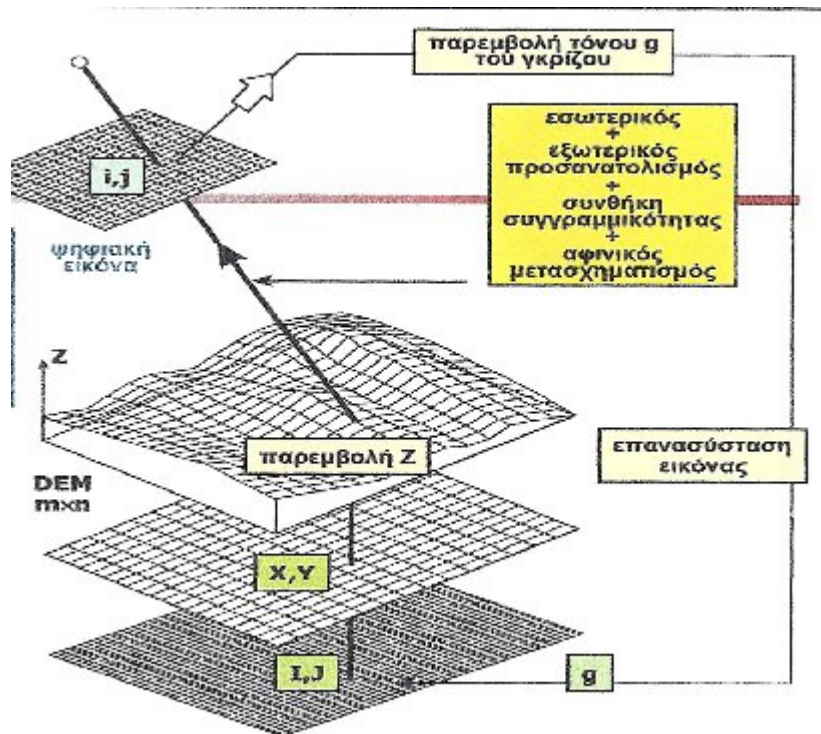 παρεμβολή τόνου g
του γκρίζου
εσωτερικός
+
εξωτερικός
προσανατολισμός
+
συνθήκη
συγγραμμικότητας
+
αφινικός
μετασχηματισμός
i,j
ψηφιακή
εικόνα
Z
παρεμβολή Z
επανασύσταση
εικόνας
DEM
m×n
X,Y
I,J
g